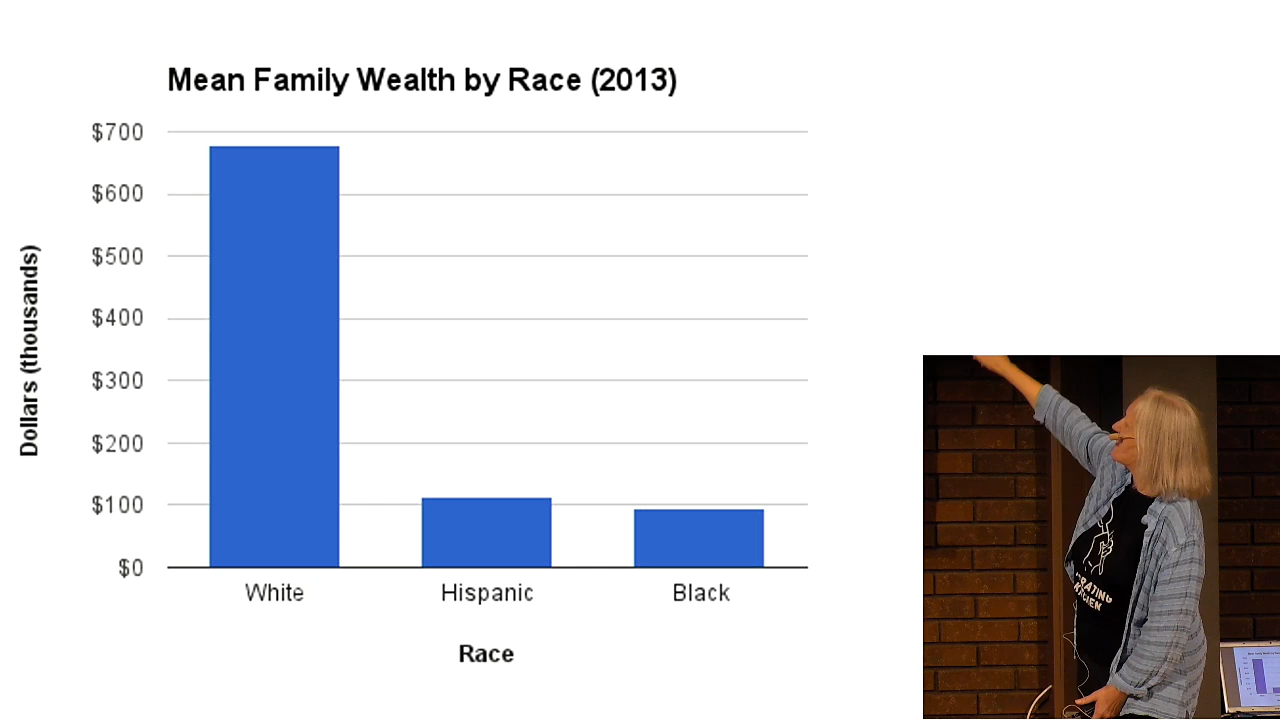 Mean Family Wealth by Race (2013)
Dollars (thousands)
$700
$600
$500
$400
$300
$200
$100
$0
White
Hispanic
Black
Race